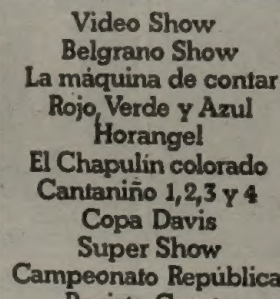 Video Show
Belgrano Show
La máquina de contar
Rojo, Verde y Azul
Horangel
El Chapulín colorado
Cantaniño 1,2,3 y 4
Copa Davis
Super Show
Campeonato República